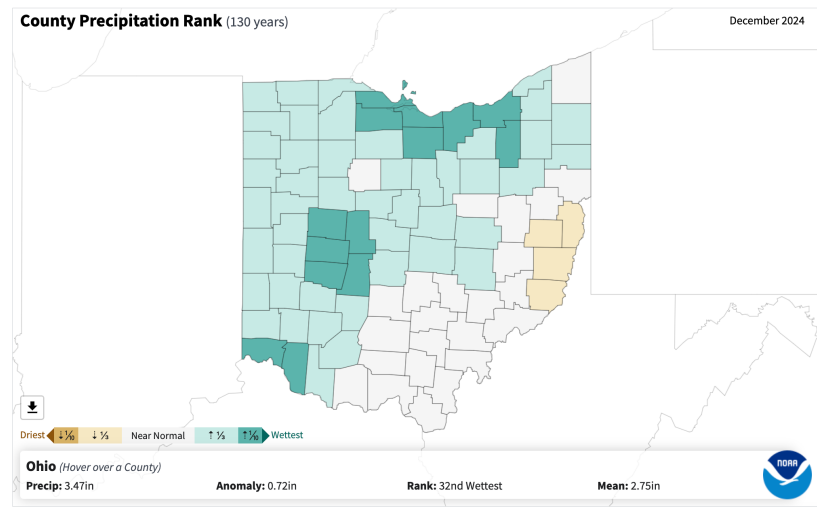 County Precipitation Rank (130 years)
December 2024
Driest ↓⅒ ↓⅓ Near Normal ↑⅓ ↑⅒ Wettest
Ohio (Hover over a County)
Precip: 3.47in Anomaly: 0.72in Rank: 32nd Wettest Mean: 2.75in
NOAA